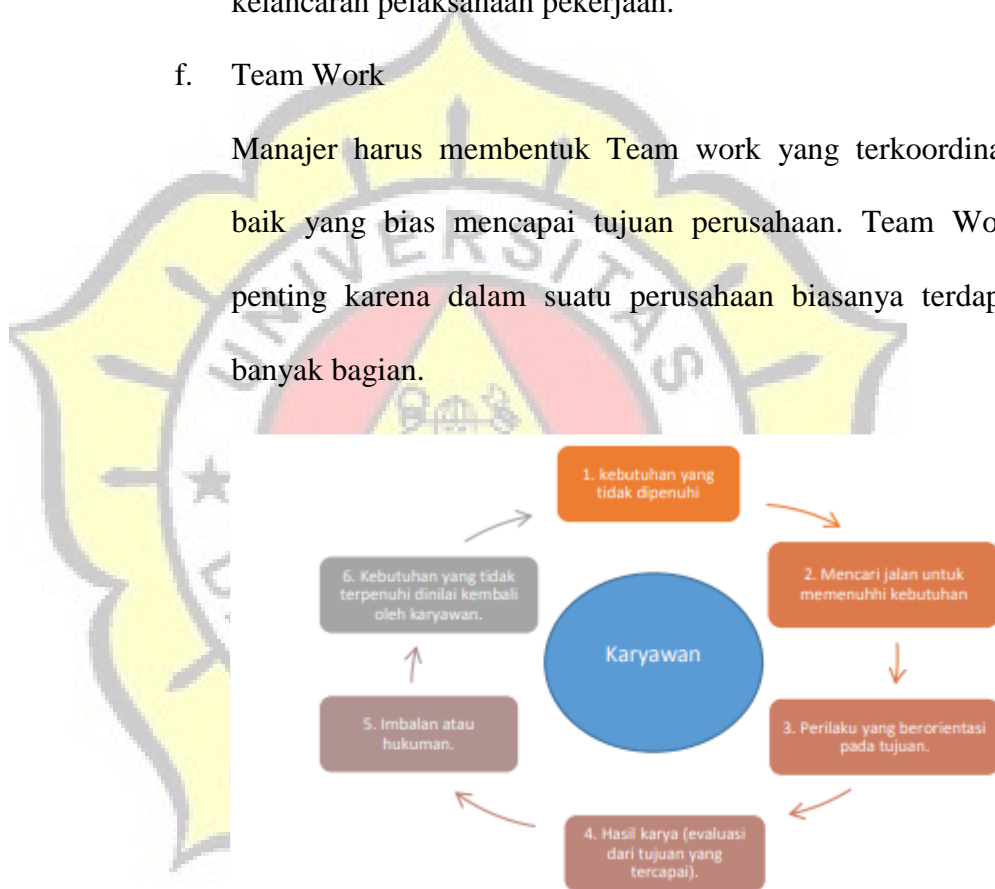 kelancaran pelaksanaan pekerjaan.
f. Team Work
Manajer harus membentuk Team work yang terkoordina
baik yang bias mencapai tujuan perusahaan. Team Wo
penting karena dalam suatu perusahaan biasanya terdap
banyak bagian.
UNIVERSITAS
1. kebutuhan yang
tidak dipenuhi
2. Mencari jalan untuk
memenuhhi kebutuhan
3. Perilaku yang berorientasi
pada tujuan.
4. Hasil karya (evaluasi
dari tujuan yang
tercapai).
5. Imbalan atau
hukuman.
6. Kebutuhan yang tidak
terpenuhi dinilai kembali
oleh karyawan.
Karyawan